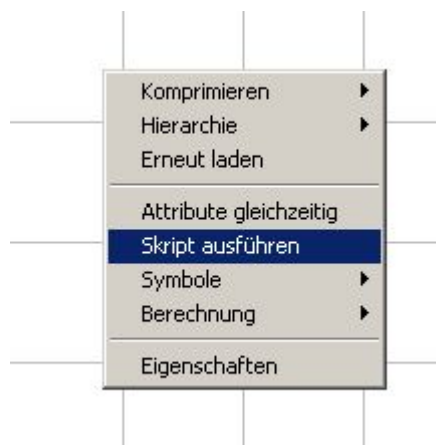 Komprimieren
Hierarchie
Erneut laden
Attribute gleichzeitig
Skript ausführen
Symbole
Berechnung
Eigenschaften